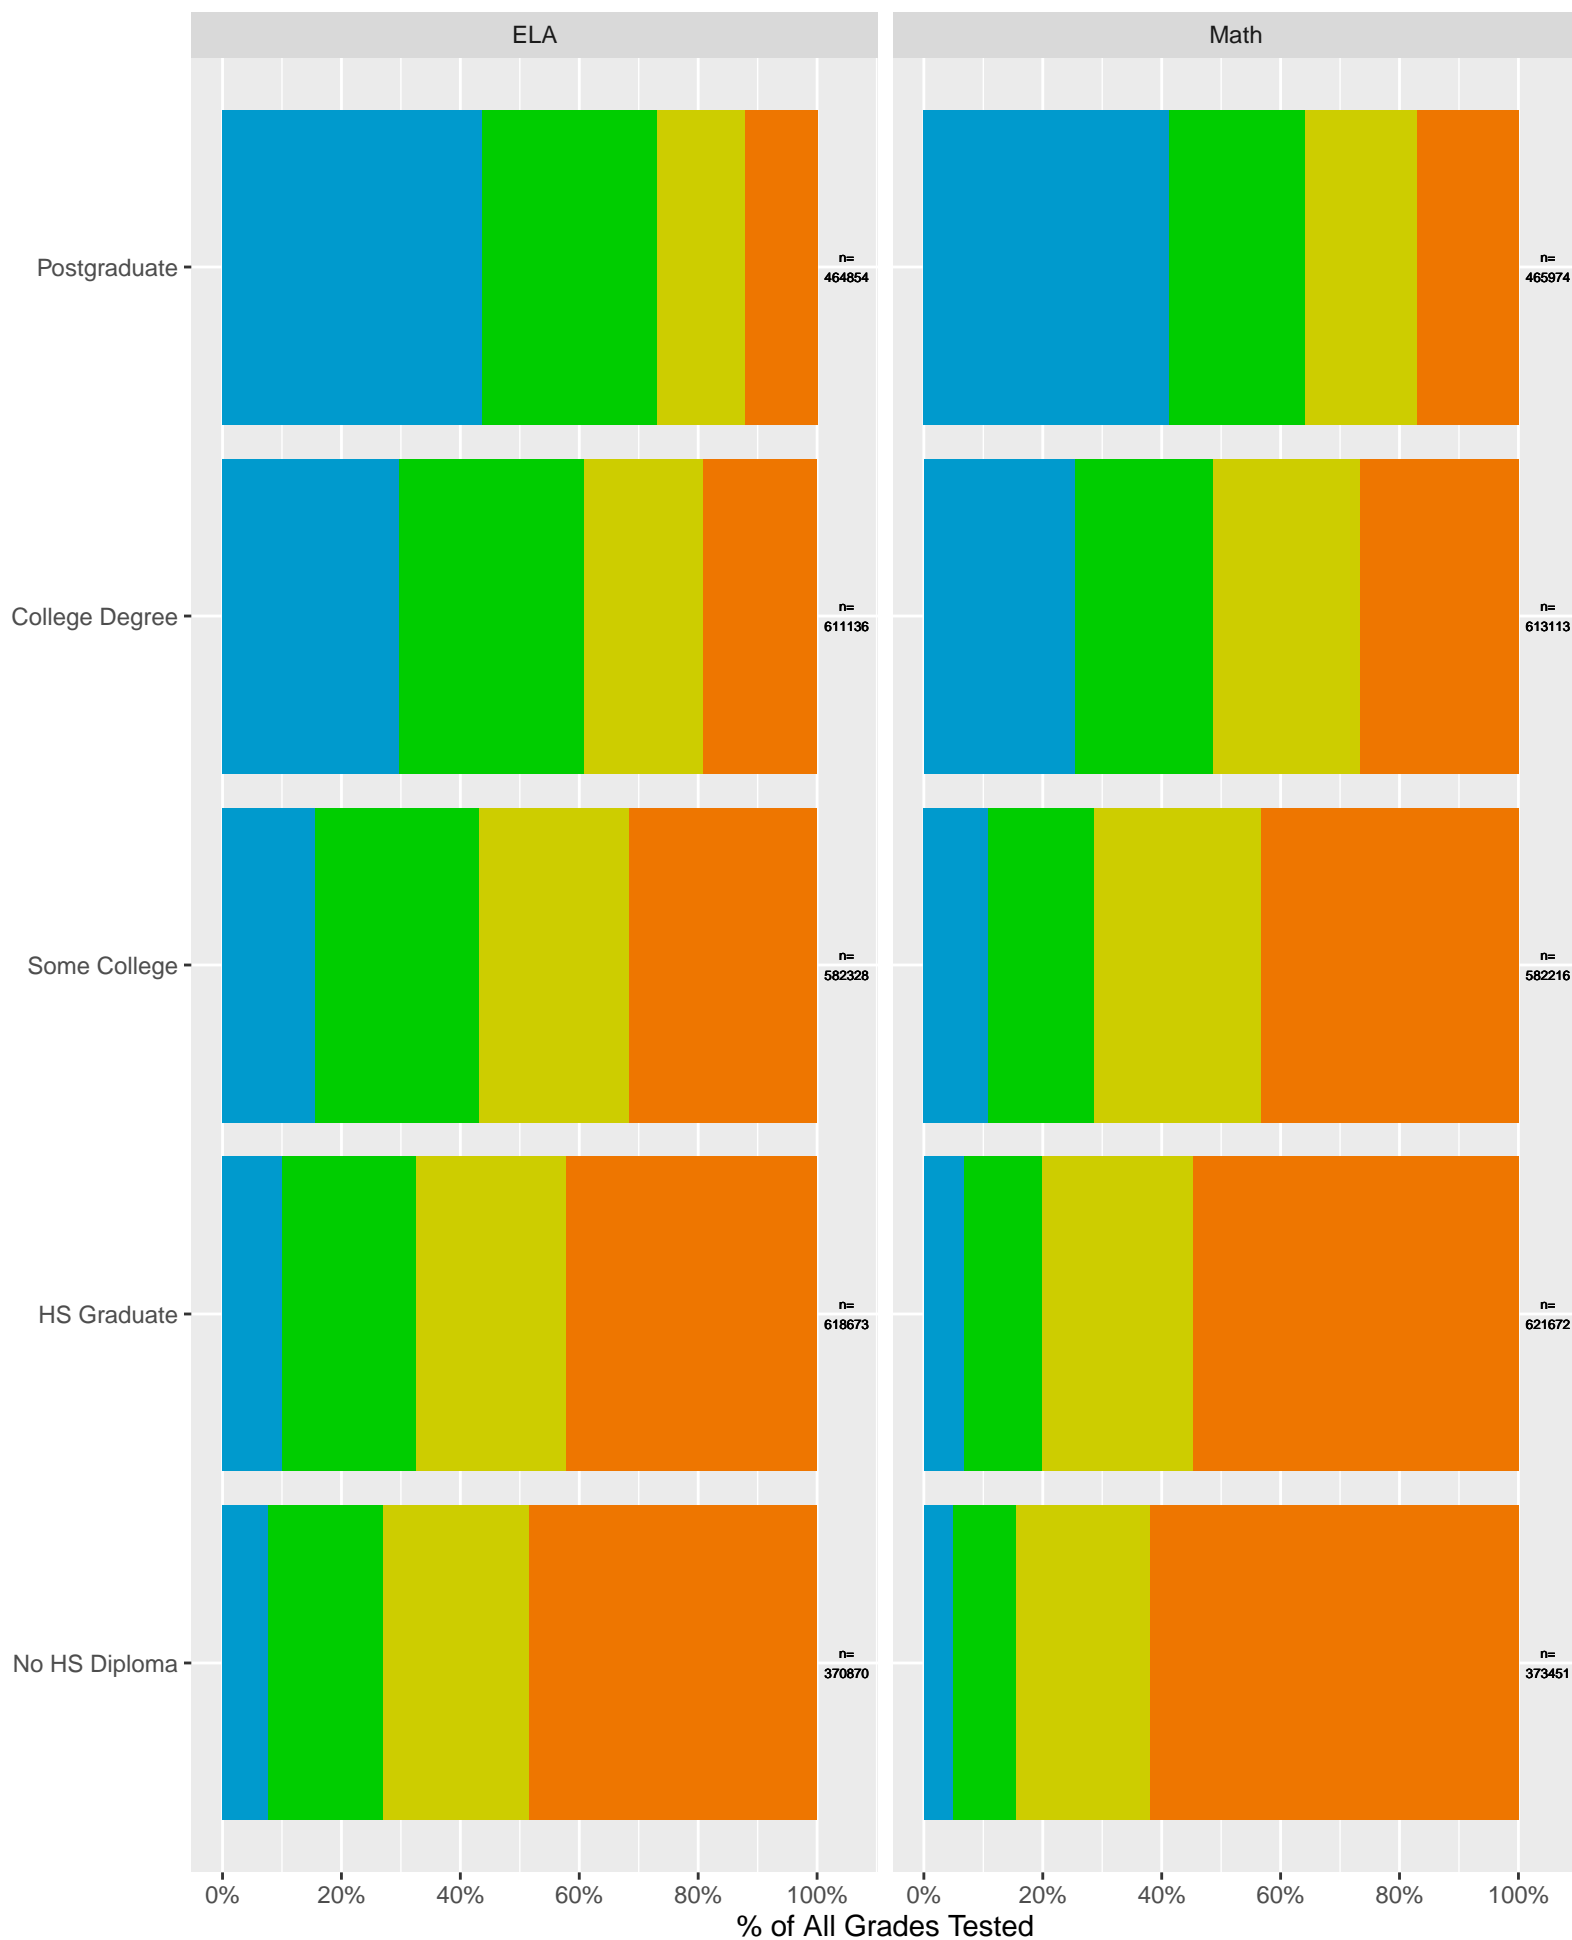 ELA
Math
Postgraduate
n=
464854
n=
465974
College Degree
n=
611136
n=
613113
Some College
n=
582328
n=
582216
HS Graduate
n=
618673
n=
621672
No HS Diploma
n=
370870
n=
373451
0% 20% 40% 60% 80% 100%
0% 20% 40% 60% 80% 100%
% of All Grades Tested